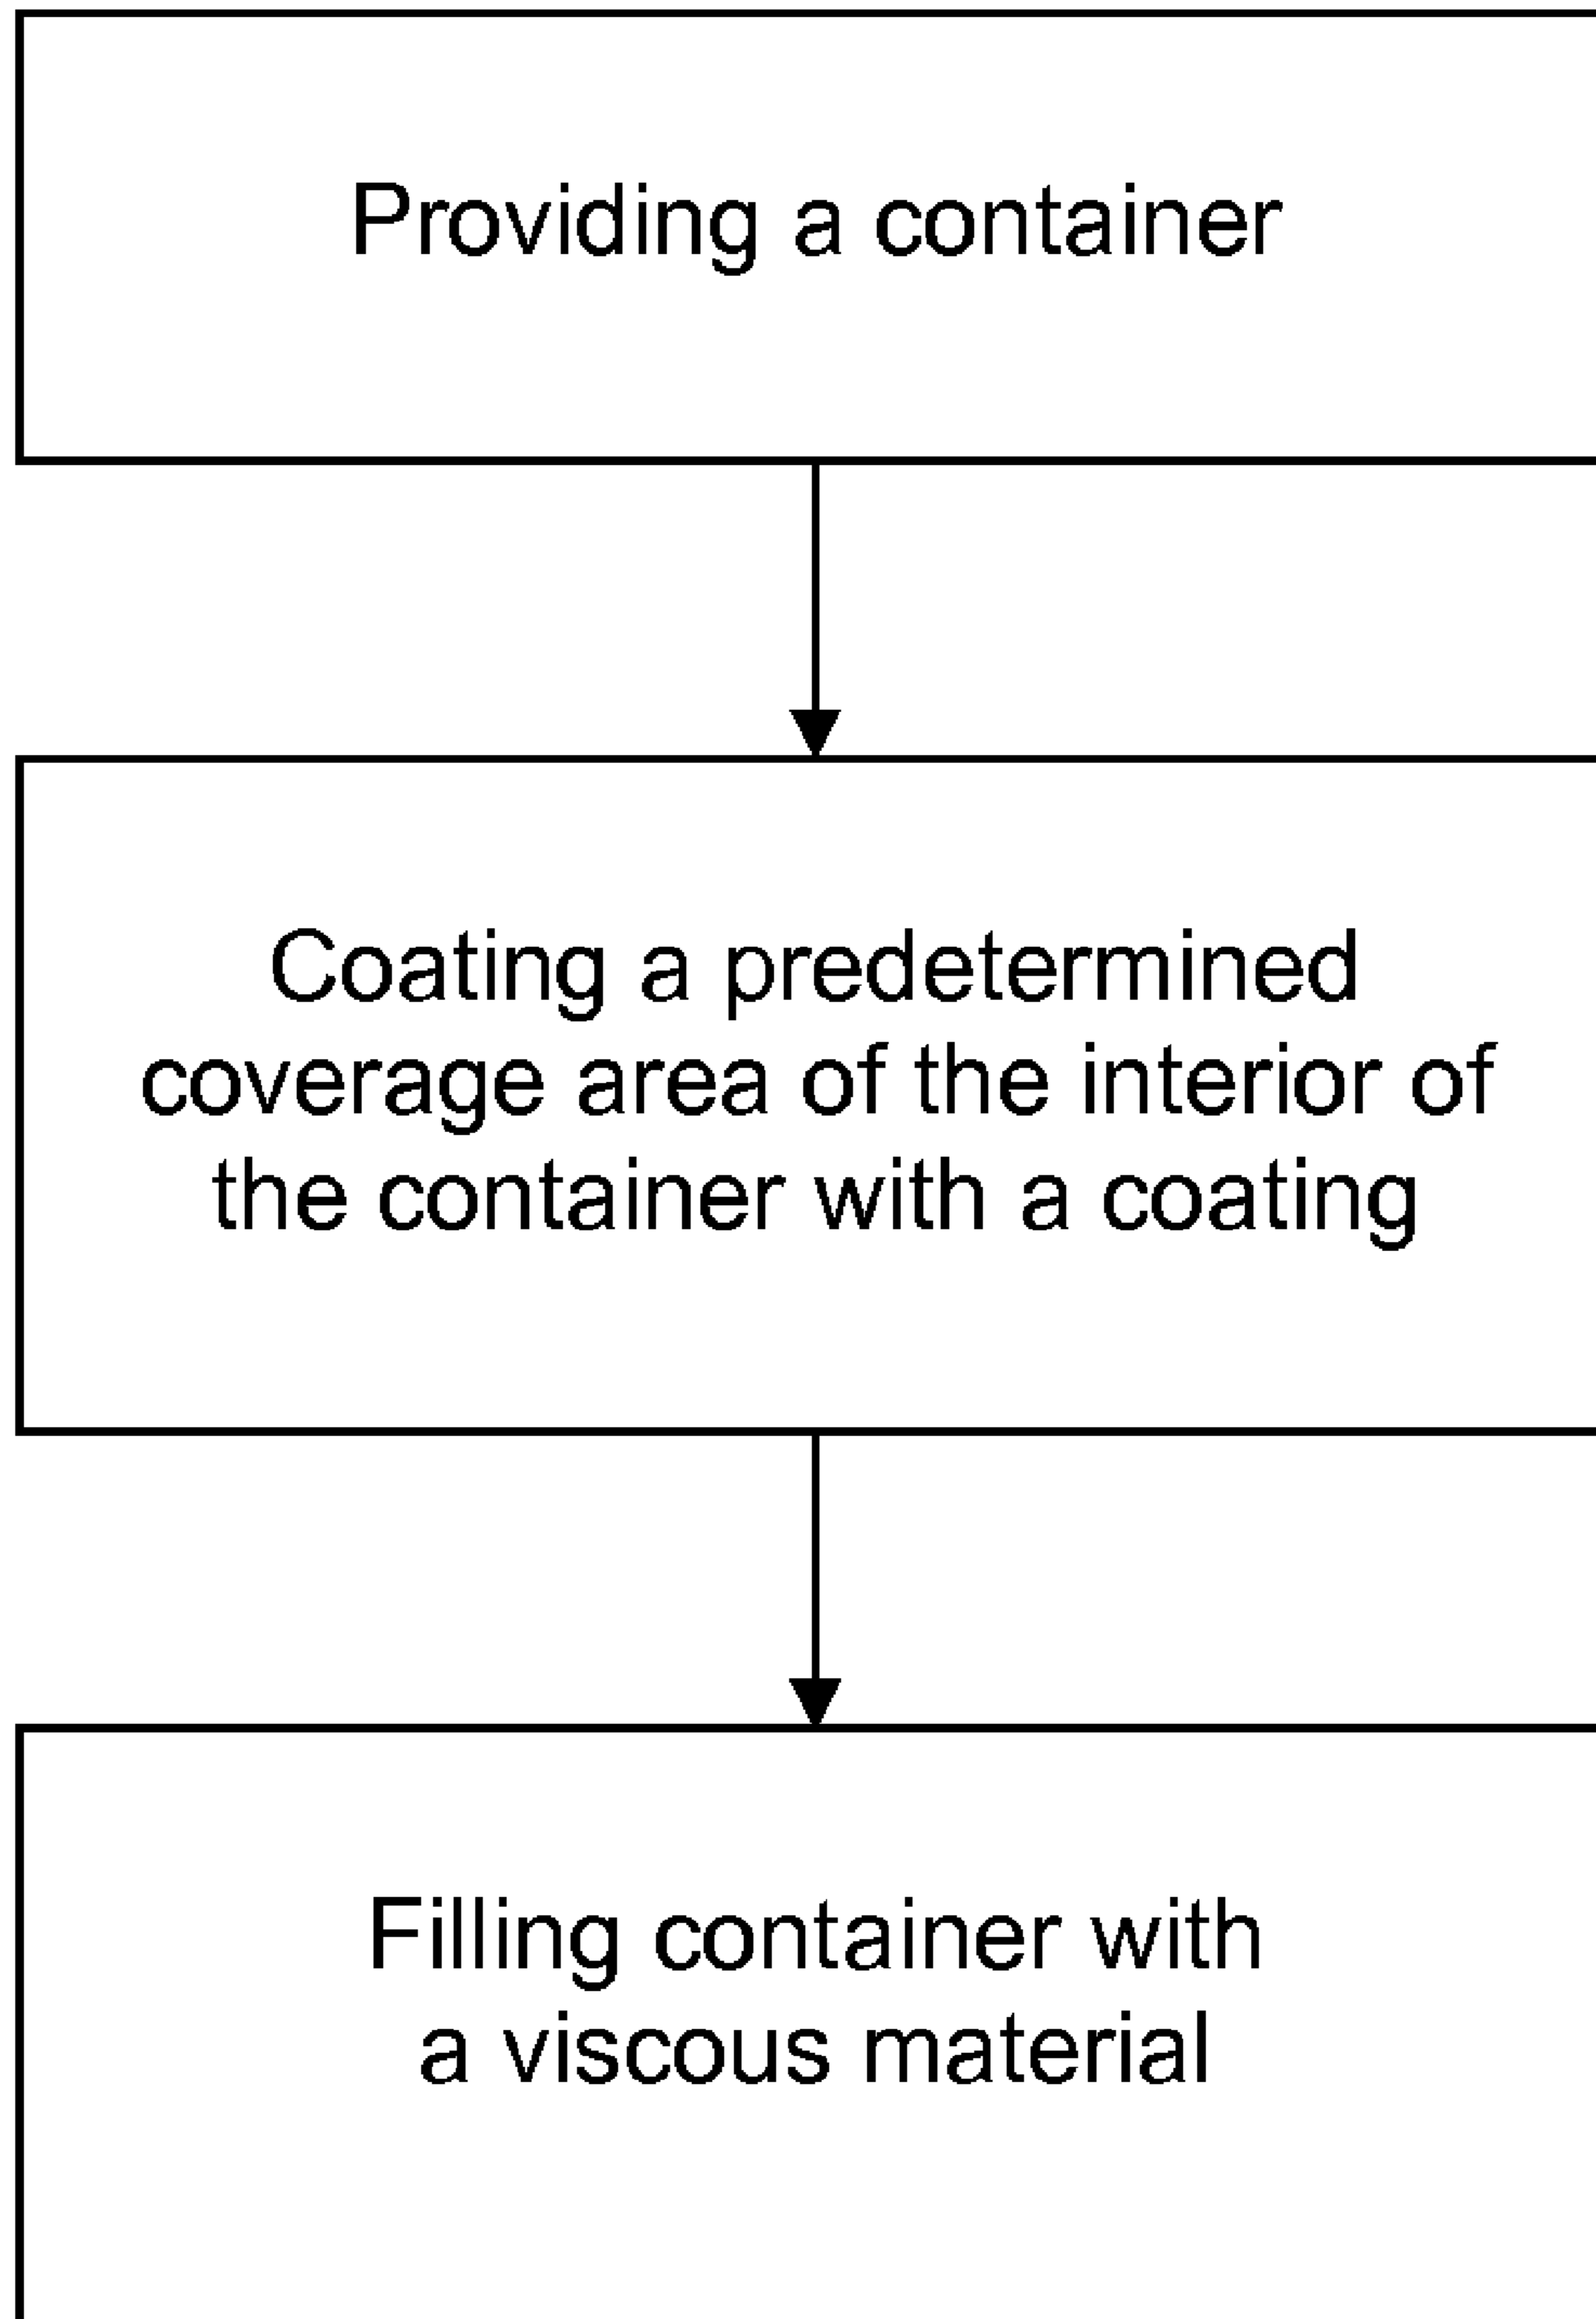 Providing a container
Coating a predetermined
coverage area of the interior of
the container with a coating
Filling container with
a viscous material